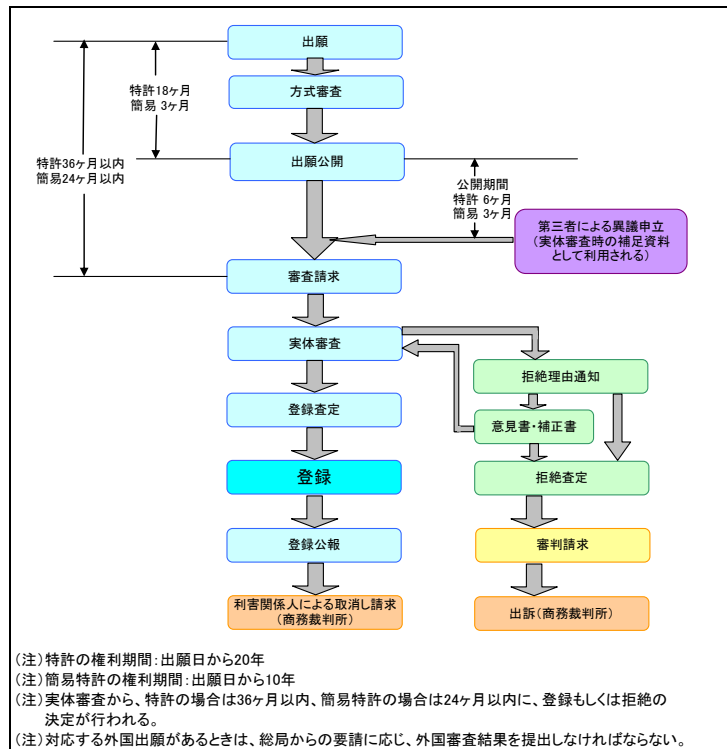 出願
特許18ヶ月
簡易 3ヶ月
方式審査
特許36ヶ月以内
簡易24ヶ月以内
出願公開
公開期間
特許 6ヶ月
簡易 3ヶ月
第三者による異議申立
(実体審査時の補足資料
として利用される)
審査請求
実体審査
拒絶理由通知
登録査定
意見書・補正書
登録
拒絶査定
登録公報
審判請求
利害関係人による取消し請求
(商務裁判所)
出訴(商務裁判所)
(注)特許の権利期間:出願日から20年
(注)簡易特許の権利期間:出願日から10年
(注)実体審査から、特許の場合は36ヶ月以内、簡易特許の場合は24ヶ月以内に、登録もしくは拒絶の
決定が行われる。
(注)対応する外国出願があるときは、総局からの要請に応じ、外国審査結果を提出しなければならない。